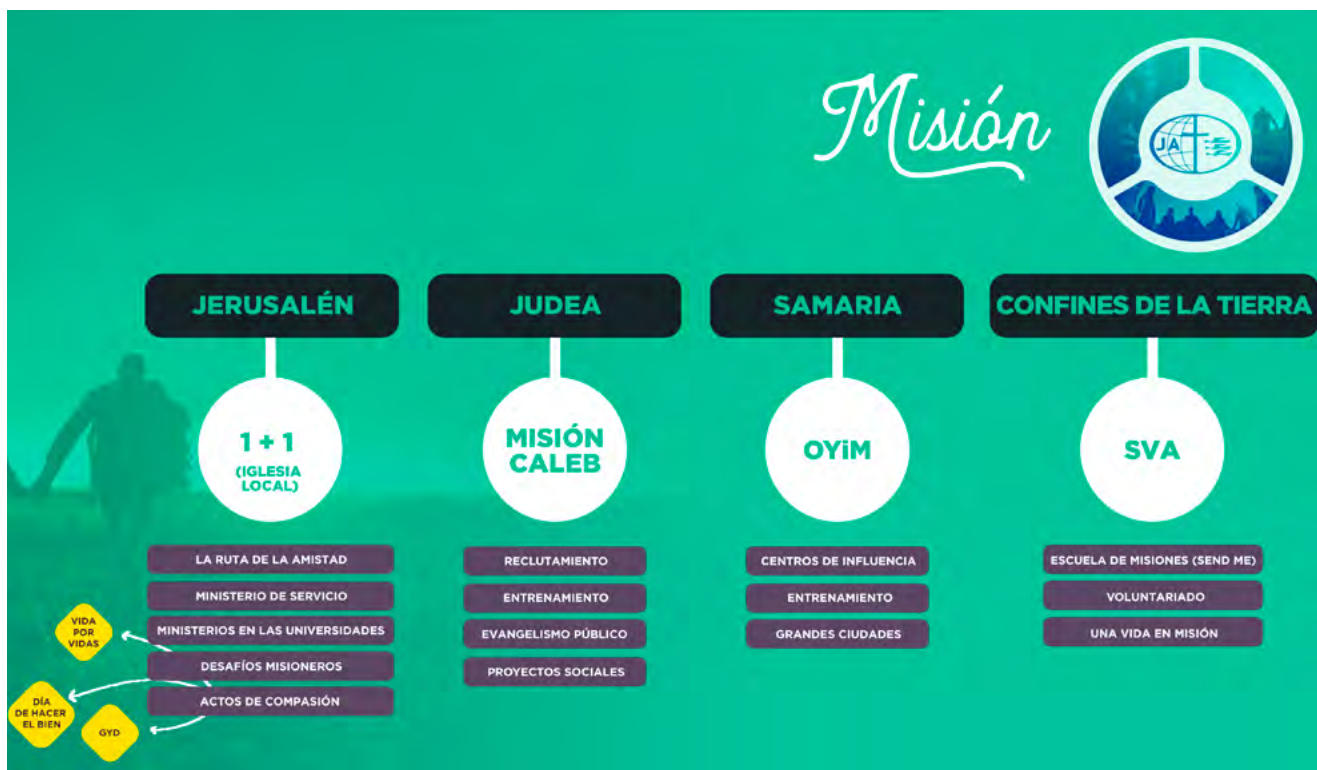 Misión
JA
JERUSALÉN
JUDEA
SAMARIA
CONFINES DE LA TIERRA
1 + 1
(IGLESIA
LOCAL)
MISIÓN
CALEB
OYiM
SVA
LA RUTA DE LA AMISTAD
MINISTERIO DE SERVICIO
MINISTERIOS EN LAS UNIVERSIDADES
DESAFÍOS MISIONEROS
ACTOS DE COMPASIÓN
VIDA
POR
VIDAS
DÍA
DE HACER
EL BIEN
GYD
RECLUTAMIENTO
ENTRENAMIENTO
EVANGELISMO PÚBLICO
PROYECTOS SOCIALES
CENTROS DE INFLUENCIA
ENTRENAMIENTO
GRANDES CIUDADES
ESCUELA DE MISIONES (SEND ME)
VOLUNTARIADO
UNA VIDA EN MISIÓN